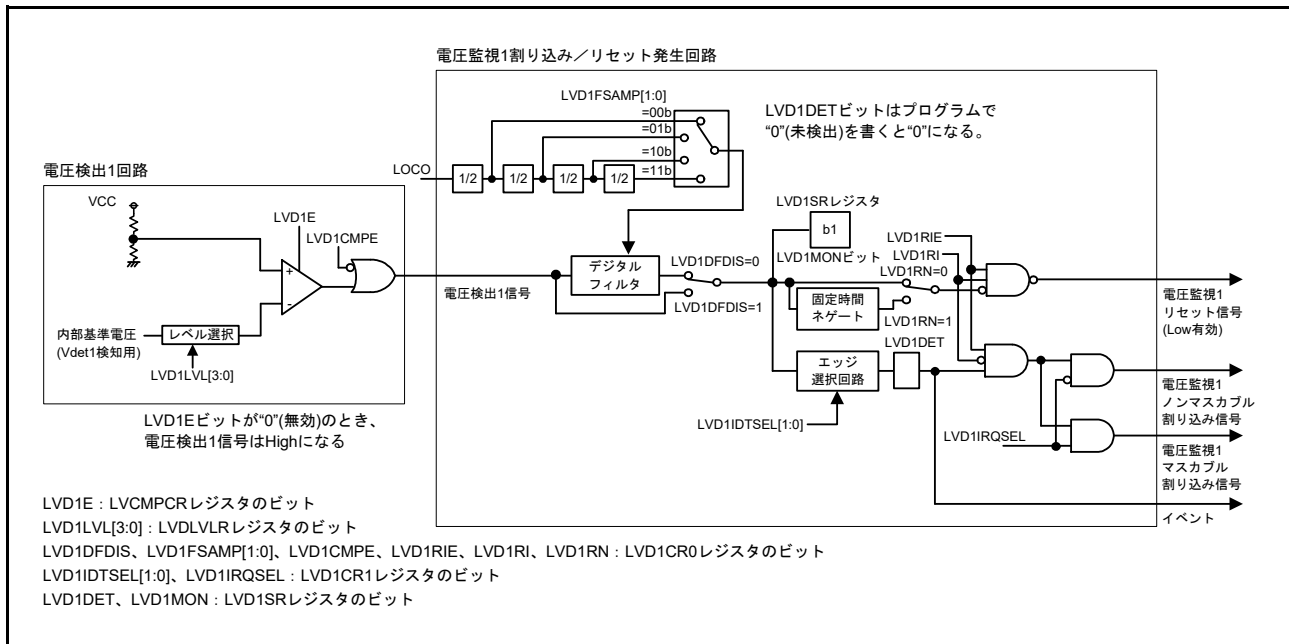 電圧監視1割り込み／リセット発生回路
LVD1FSAMP[1:0]
=00b
=01b
=10b
=11b
LVD1DETビットはプログラムで
“0”(未検出)を書くと“0”になる。
電圧検出1回路
LOCO
1/2
1/2
1/2
1/2
VCC
LVD1E
LVD1CMPE
+
-
内部基準電圧
(Vdet1検知用)
レベル選択
LVD1LVL[3:0]
LVD1Eビットが“0”(無効)のとき、
電圧検出1信号はHighになる
電圧検出1信号
デジタル
フィルタ
LVD1DFDIS=0
LVD1DFDIS=1
LVD1SRレジスタ
b1
LVD1MONビット
LVD1RIE
LVD1RI
LVD1RN=0
固定時間
ネゲート
LVD1RN=1
LVD1DET
エッジ
選択回路
LVD1IDTSEL[1:0]
LVD1IRQSEL
電圧監視1
リセット信号
(Low有効)
電圧監視1
ノンマスカブル
割り込み信号
電圧監視1
マスカブル
割り込み信号
イベント
LVD1E：LVCMPCRレジスタのビット
LVD1LVL[3:0]：LVDLVLRレジスタのビット
LVD1DFDIS、LVD1FSAMP[1:0]、LVD1CMPE、LVD1RIE、LVD1RI、LVD1RN：LVD1CR0レジスタのビット
LVD1IDTSEL[1:0]、LVD1IRQSEL：LVD1CR1レジスタのビット
LVD1DET、LVD1MON：LVD1SRレジスタのビット